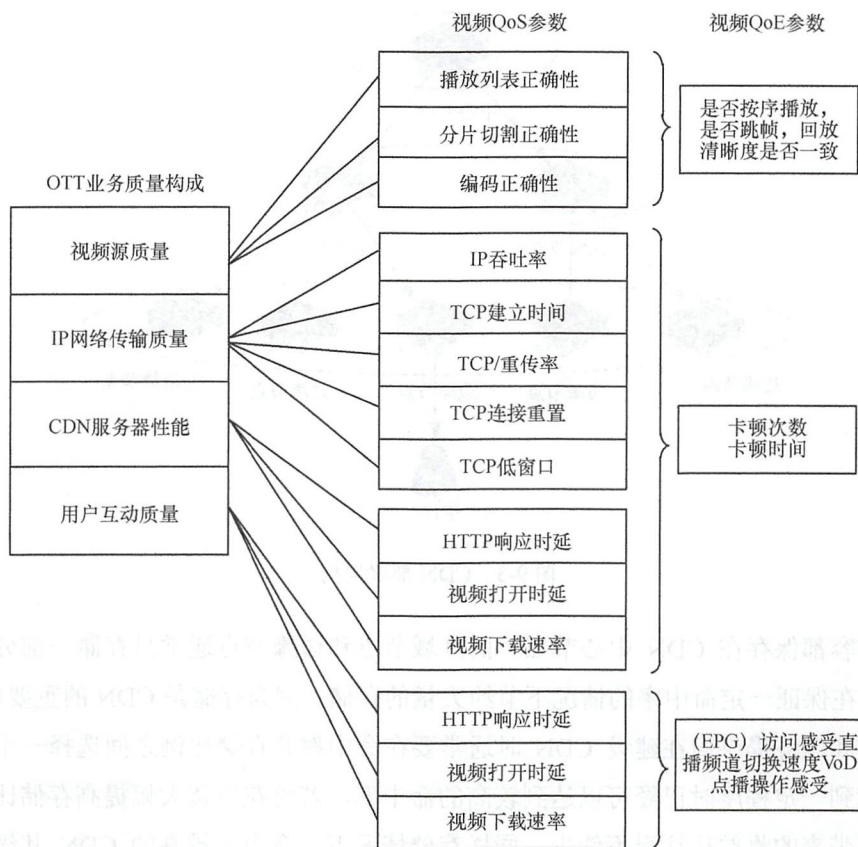 视频QoS参数
视频QoE参数
OTT业务质量构成
视频源质量
IP网络传输质量
CDN服务器性能
用户互动质量
播放列表正确性
分片切割正确性
编码正确性
IP吞吐率
TCP建立时间
TCP/重传率
TCP连接重置
TCP低窗口
HTTP响应时延
视频打开时延
视频下载速率
HTTP响应时延
视频打开时延
视频下载速率
是否按序播放，
是否跳帧，回放
清晰度是否一致
卡顿次数
卡顿时间
（EPG）访问感受直
播频道切换速度VoD
点播操作感受